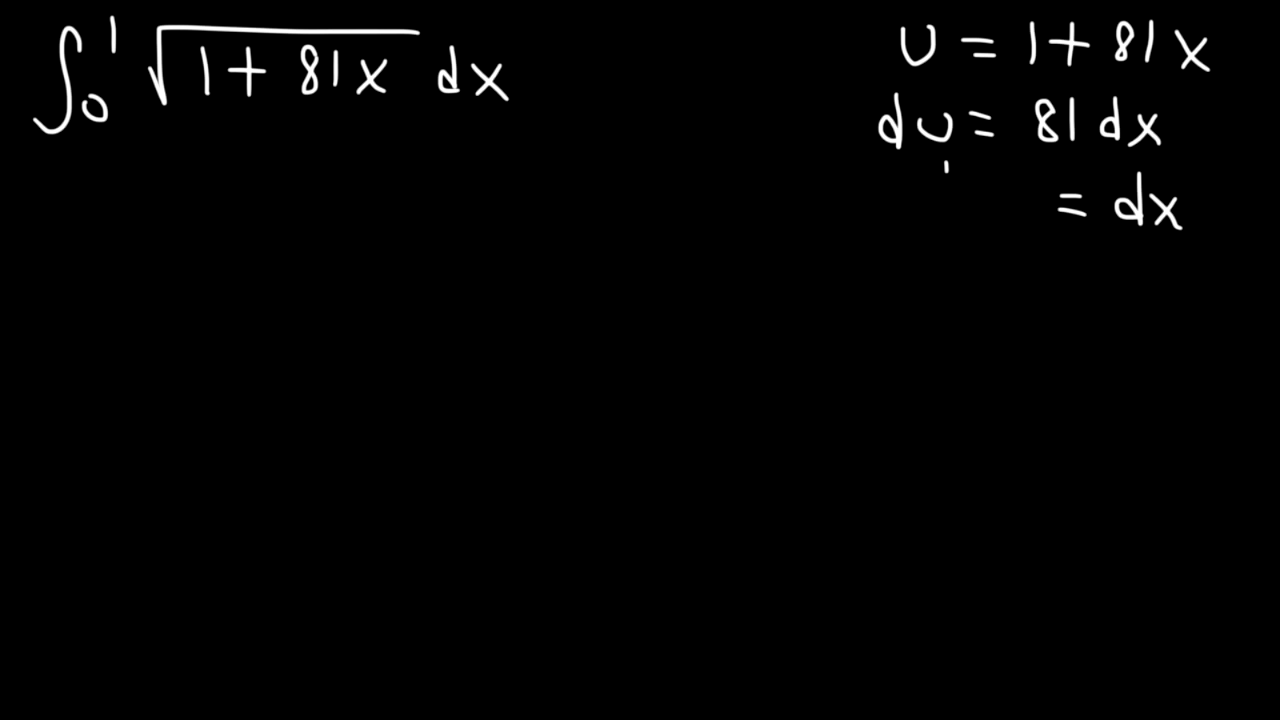 ∫₀¹ √(1 + 81x) dx
u = 1 + 81x
du = 81 dx
= dx